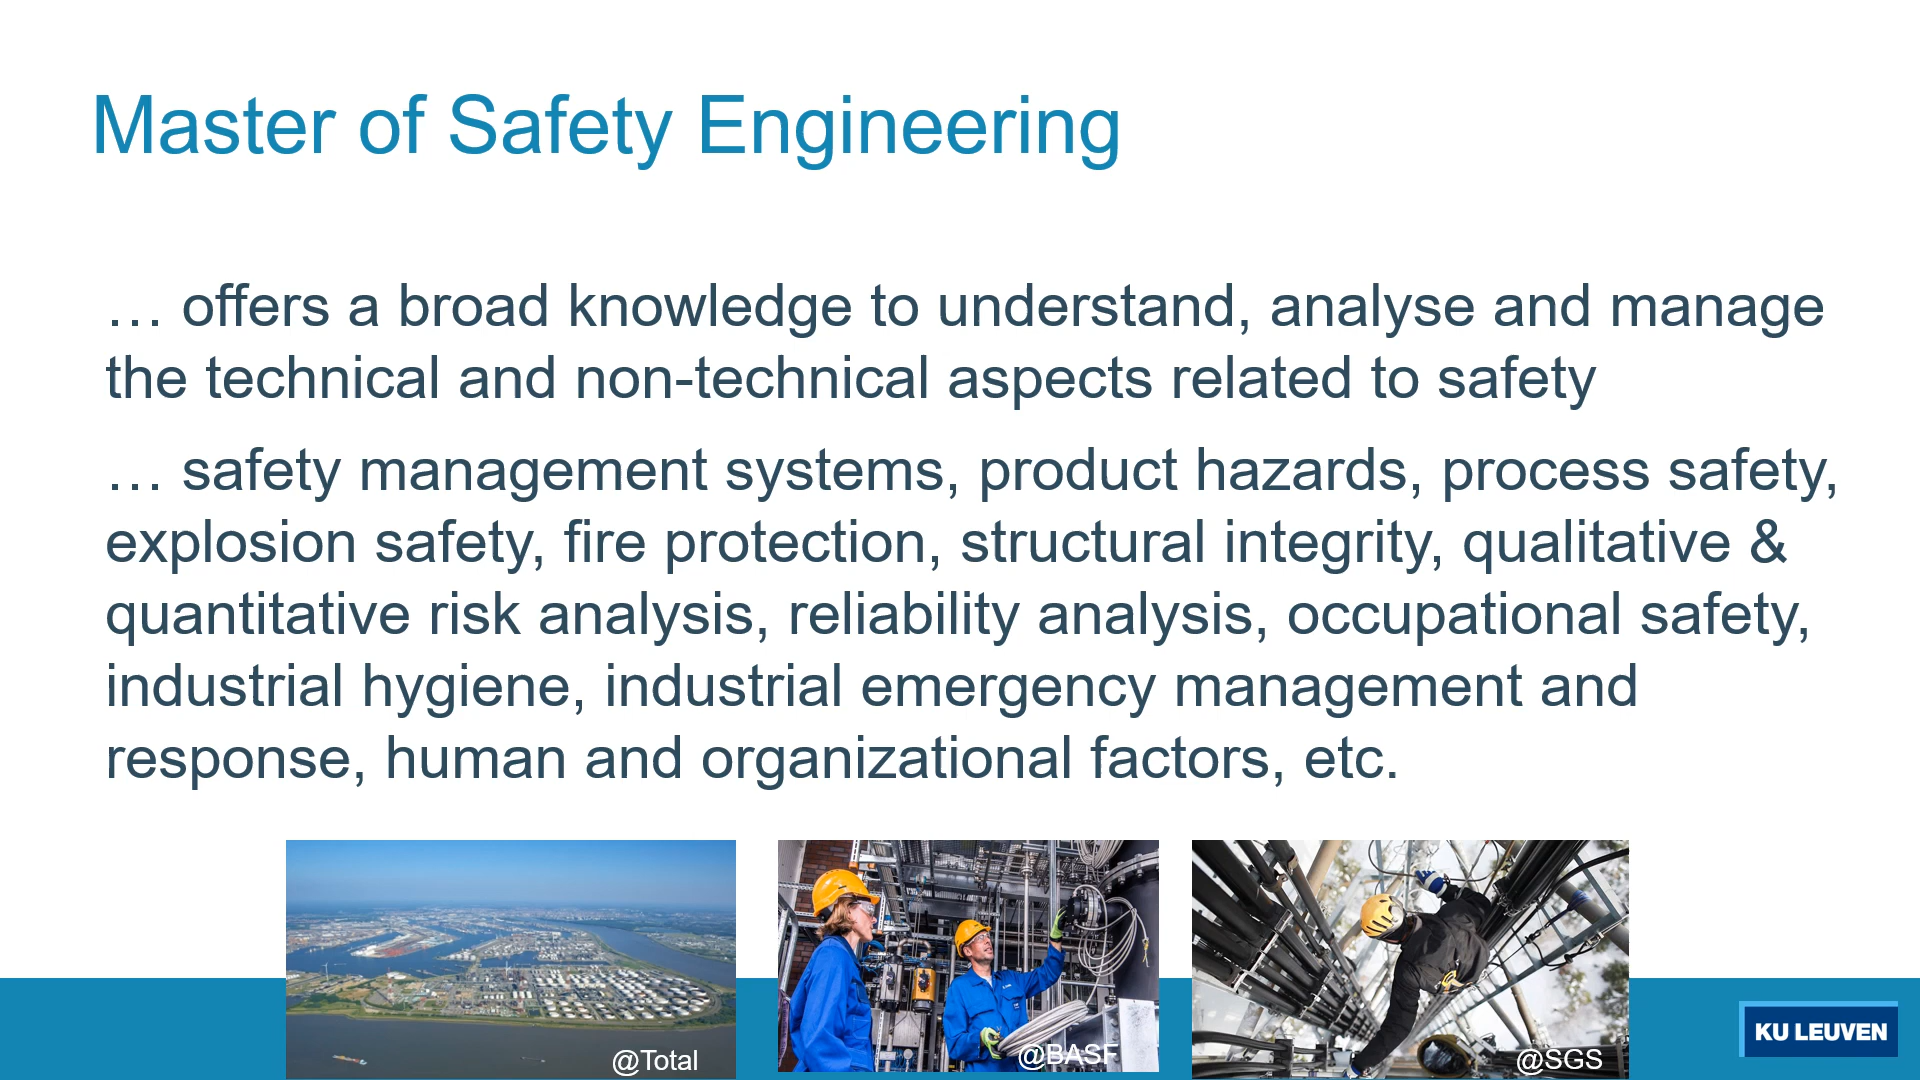 Master of Safety Engineering
… offers a broad knowledge to understand, analyse and manage
the technical and non-technical aspects related to safety
… safety management systems, product hazards, process safety,
explosion safety, fire protection, structural integrity, qualitative &
quantitative risk analysis, reliability analysis, occupational safety,
industrial hygiene, industrial emergency management and
response, human and organizational factors, etc.
@Total
@BASF
@SGS
KU LEUVEN